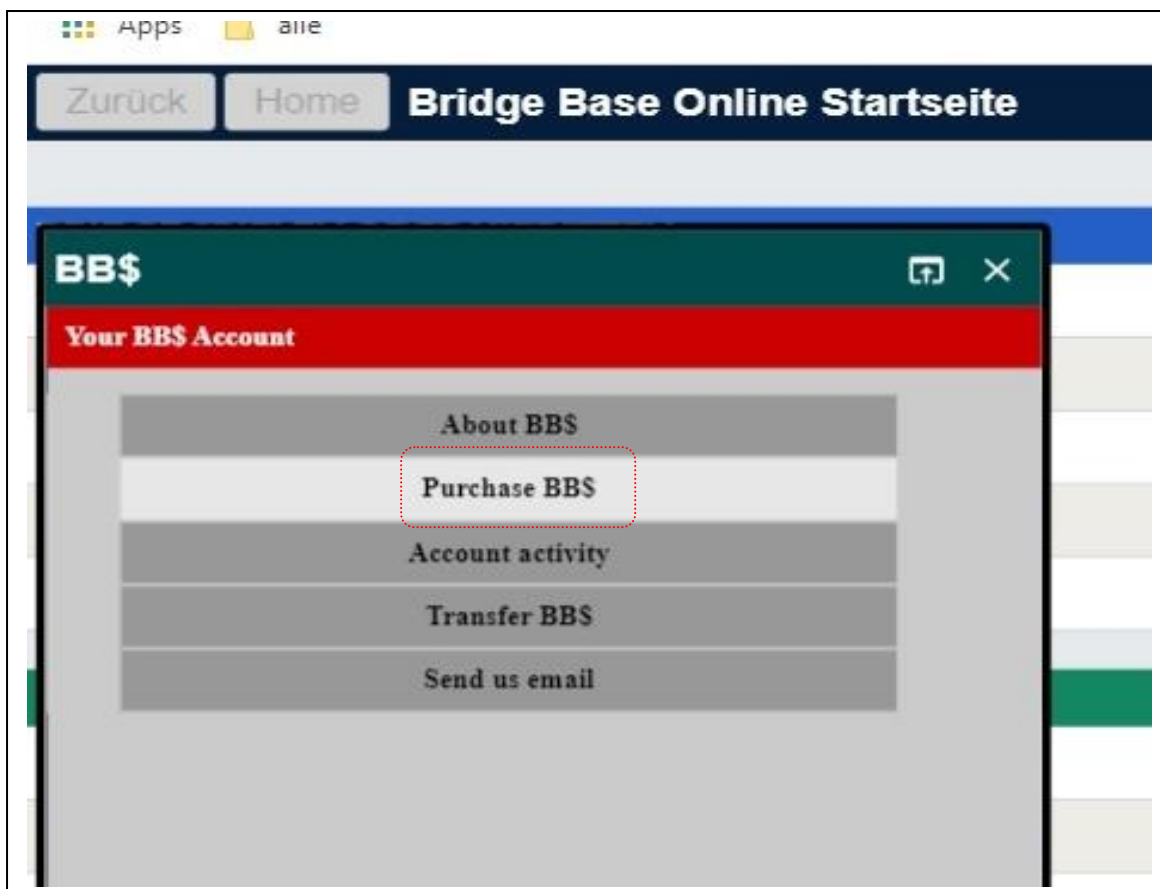 Apps alle
Zurück Home Bridge Base Online Startseite
BB$
Your BB$ Account
About BB$
Purchase BB$
Account activity
Transfer BB$
Send us email